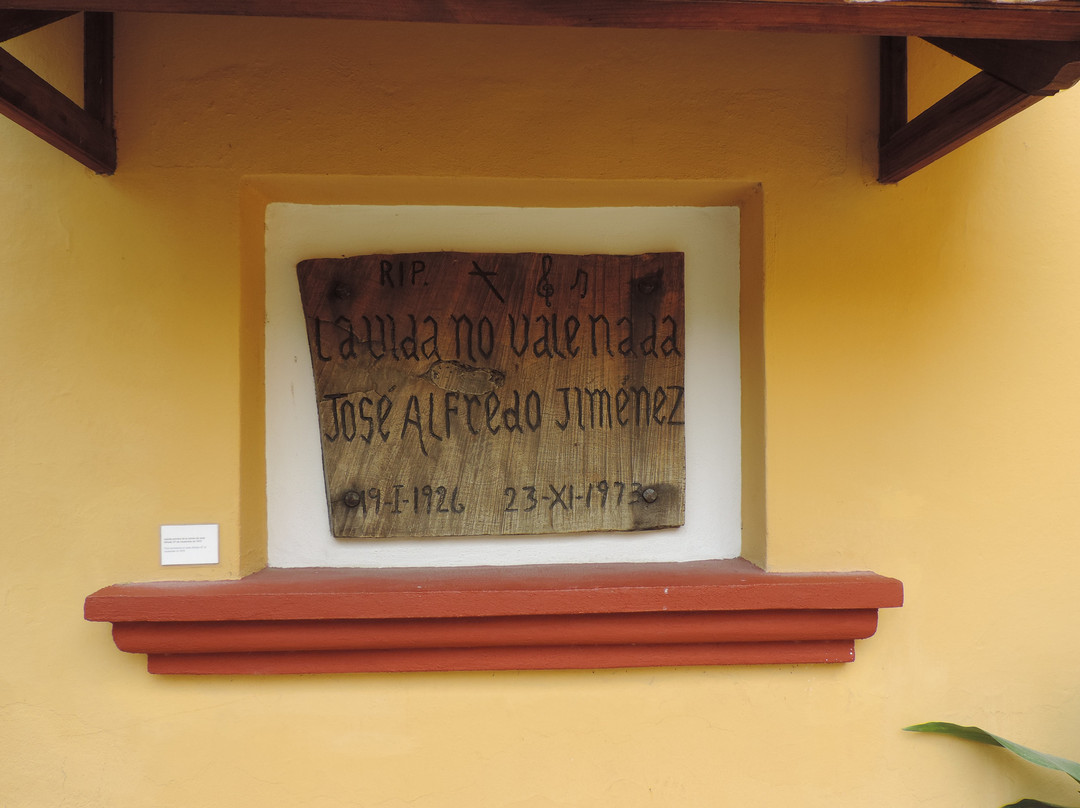 RIP.
La Vida no vale nada
José Alfredo Jiménez
19-I-1926 23-XI-1973